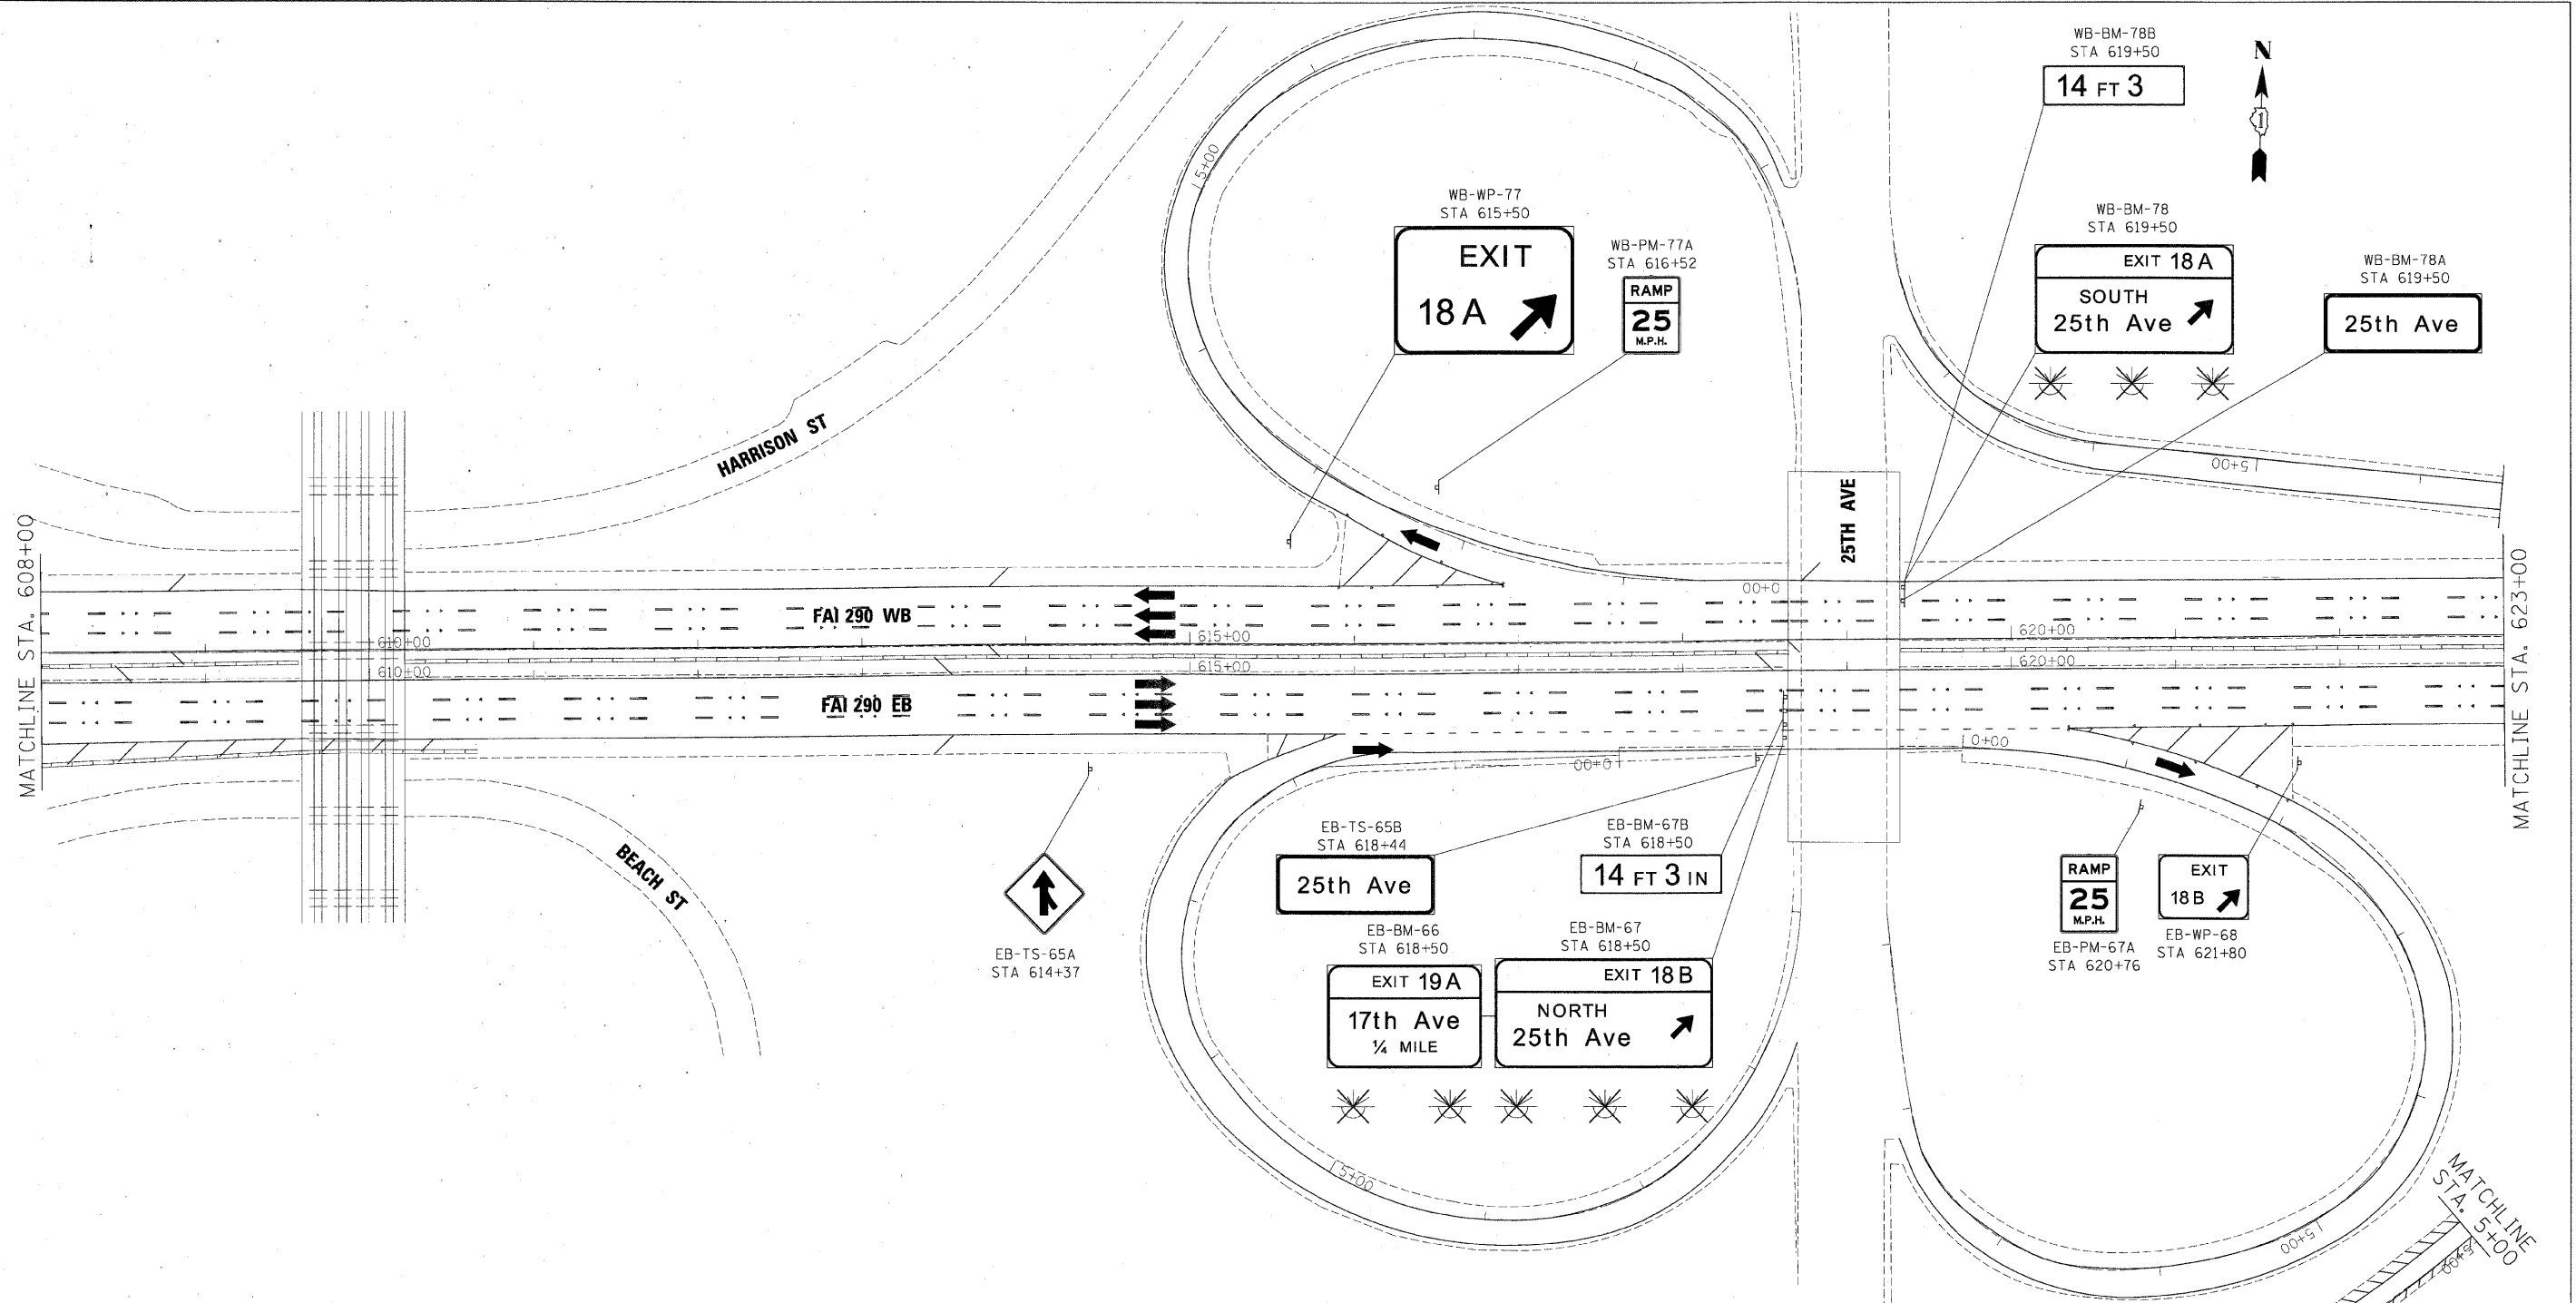 WB-BM-78B
STA 619+50
14 FT 3
N
1
WB-WP-77
STA 615+50
EXIT
18 A
WB-PM-77A
STA 616+52
RAMP
25
M.P.H.
WB-BM-78
STA 619+50
EXIT 18 A
SOUTH
25th Ave
WB-BM-78A
STA 619+50
25th Ave
15+00
HARRISON ST
25TH AVE
15+00
MATCHLINE STA. 608+00
FAI 290 WB
0+00
610+00
615+00
620+00
610+00
615+00
620+00
FAI 290 EB
MATCHLINE STA. 623+00
0+00
0+00
BEACH ST
EB-TS-65A
STA 614+37
EB-TS-65B
STA 618+44
25th Ave
EB-BM-67B
STA 618+50
14 FT 3 IN
EB-BM-66
STA 618+50
EXIT 19 A
17th Ave
¼ MILE
EB-BM-67
STA 618+50
EXIT 18 B
NORTH
25th Ave
RAMP
25
M.P.H.
EB-PM-67A
STA 620+76
EXIT
18 B
EB-WP-68
STA 621+80
15+00
15+00
MATCHLINE
STA. 5+00